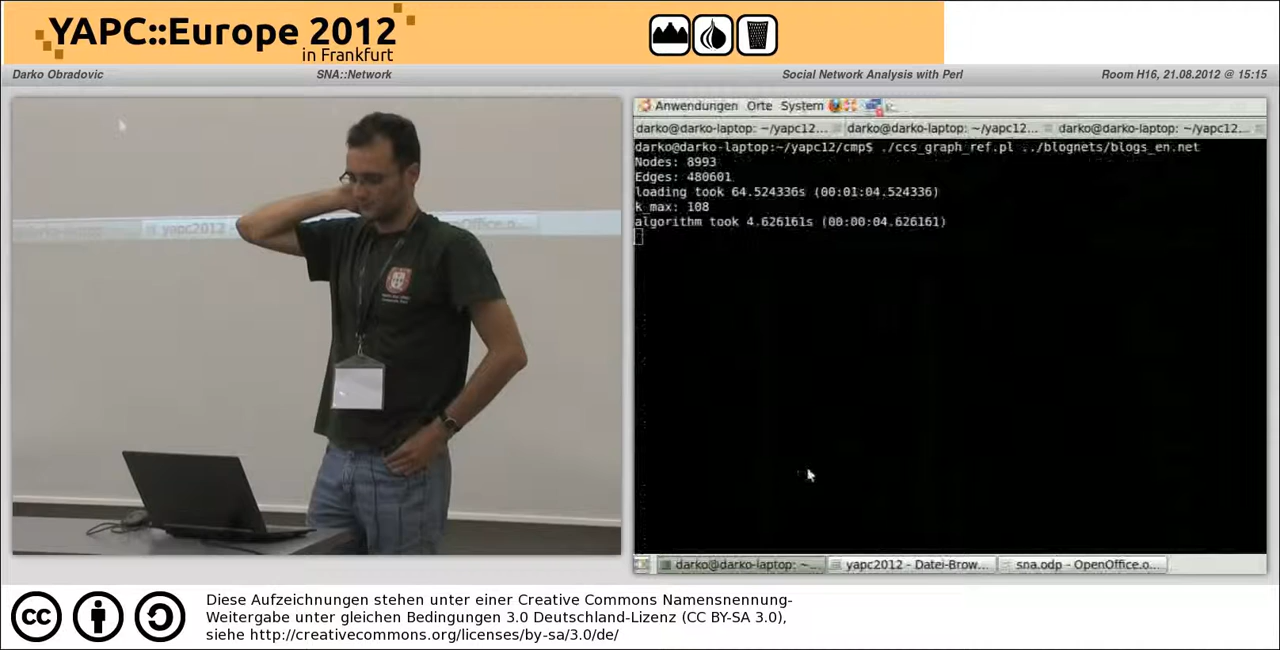 YAPC::Europe 2012
in Frankfurt
Darko Obradovic
SNA::Network
Social Network Analysis with Perl
Room H16, 21.08.2012 @ 15:15
yapc2012 -
Office.o...
Anwendungen Orte System
darko@darko-laptop: ~/yapc12... darko@darko-laptop: ~/yapc12... darko@darko-laptop: ~/yapc12...
darko@darko-laptop:~/yapc12/cmp$ ./ccs_graph_ref.pl ../blognets/blogs_en.net
Nodes: 8993
Edges: 480601
loading took 64.524336s (00:01:04.524336)
k_max: 108
algorithm took 4.626161s (00:00:04.626161)
darko@darko-laptop: ~... yapc2012 - Datei-Brow... sna.odp - OpenOffice.o...
cc
Diese Aufzeichnungen stehen unter einer Creative Commons Namensnennung-
Weitergabe unter gleichen Bedingungen 3.0 Deutschland-Lizenz (CC BY-SA 3.0),
siehe http://creativecommons.org/licenses/by-sa/3.0/de/